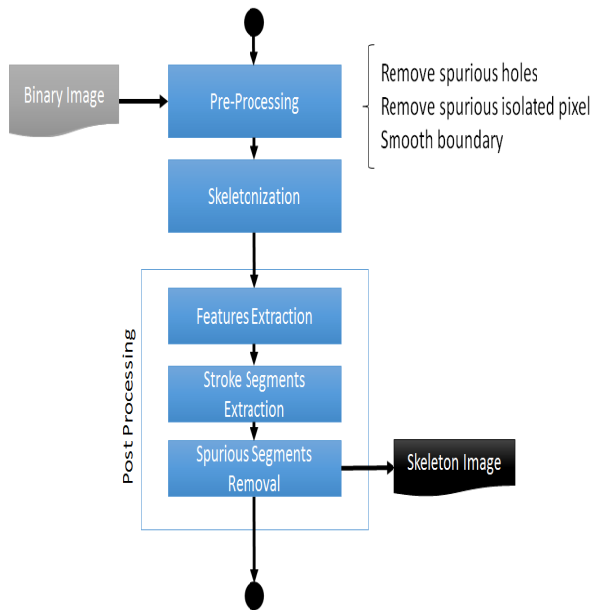 Binary Image
Pre-Processing
Remove spurious holes
Remove spurious isolated pixel
Smooth boundary
Skeletonization
Post Processing
Features Extraction
Stroke Segments
Extraction
Spurious Segments
Removal
Skeleton Image